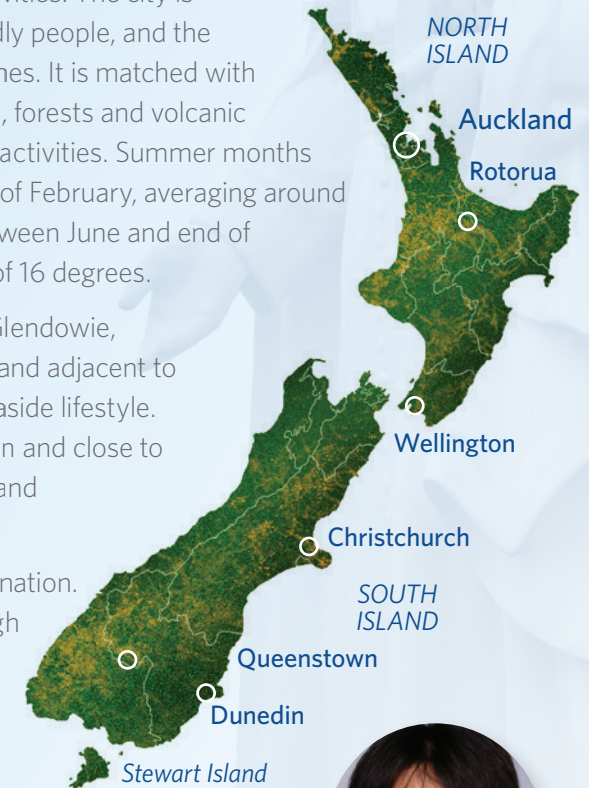 ivities. The city is
dly people, and the
nes. It is matched with
, forests and volcanic
activities. Summer months
of February, averaging around
ween June and end of
of 16 degrees.
Glendowie,
and adjacent to
aside lifestyle.
n and close to
and
nation.
gh
NORTH
ISLAND
Auckland
Rotorua
Wellington
Christchurch
SOUTH
ISLAND
Queenstown
Dunedin
Stewart Island